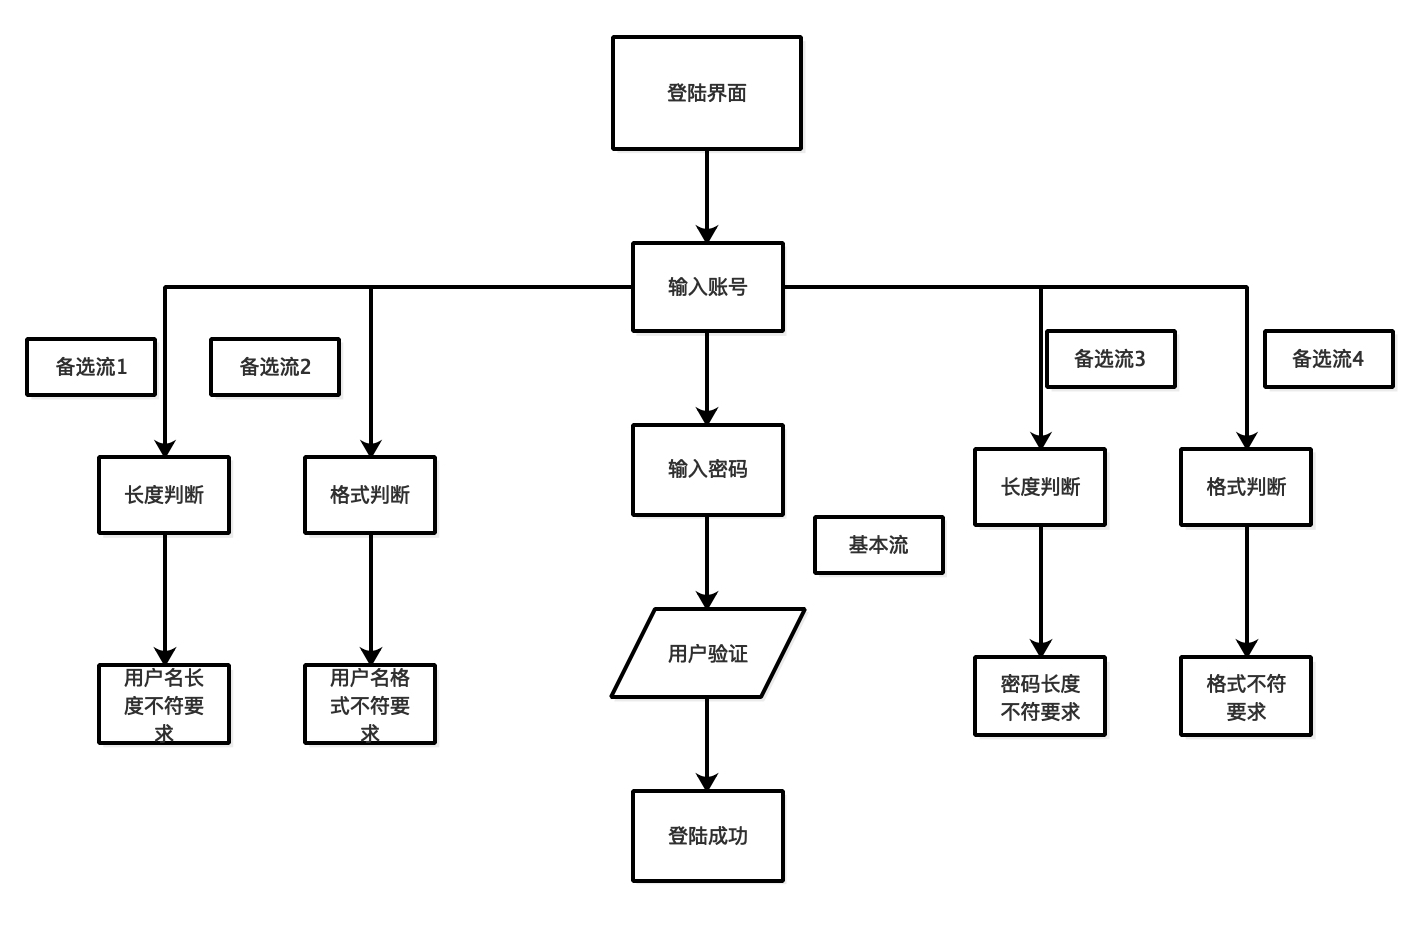 登陆界面
输入账号
备选流1
备选流2
备选流3
备选流4
输入密码
长度判断
格式判断
长度判断
格式判断
基本流
用户验证
用户名长
度不符要
求
用户名格
式不符要
求
密码长度
不符要求
格式不符
要求
登陆成功